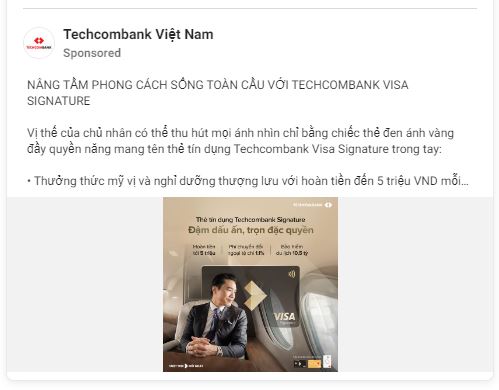 TECHCOMBANK
Techcombank Việt Nam
Sponsored
NÂNG TẦM PHONG CÁCH SỐNG TOÀN CẦU VỚI TECHCOMBANK VISA
SIGNATURE
Vị thế của chủ nhân có thể thu hút mọi ánh nhìn chỉ bằng chiếc thẻ đen ánh vàng
đầy quyền năng mang tên thẻ tín dụng Techcombank Visa Signature trong tay:
• Thưởng thức mỹ vị và nghỉ dưỡng thượng lưu với hoàn tiền đến 5 triệu VND mỗi...
TECHCOMBANK
Thẻ tín dụng Techcombank Signature
Đậm dấu ấn, trọn đặc quyền
Hoàn tiền Phí chuyển đổi Bảo hiểm
tới 5 triệu ngoại tệ chỉ 1.1% du lịch 10.5 tỷ
VISA